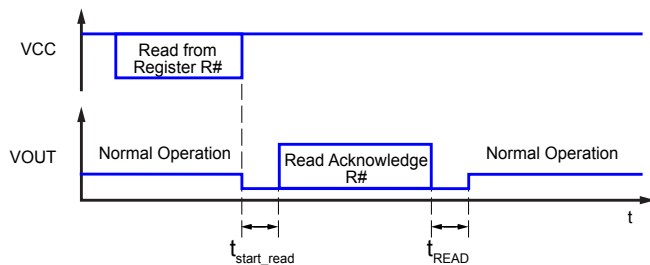 VCC
Read from
Register R#
VOUT
Normal Operation
Read Acknowledge
R#
Normal Operation
t
tstart_read
tREAD